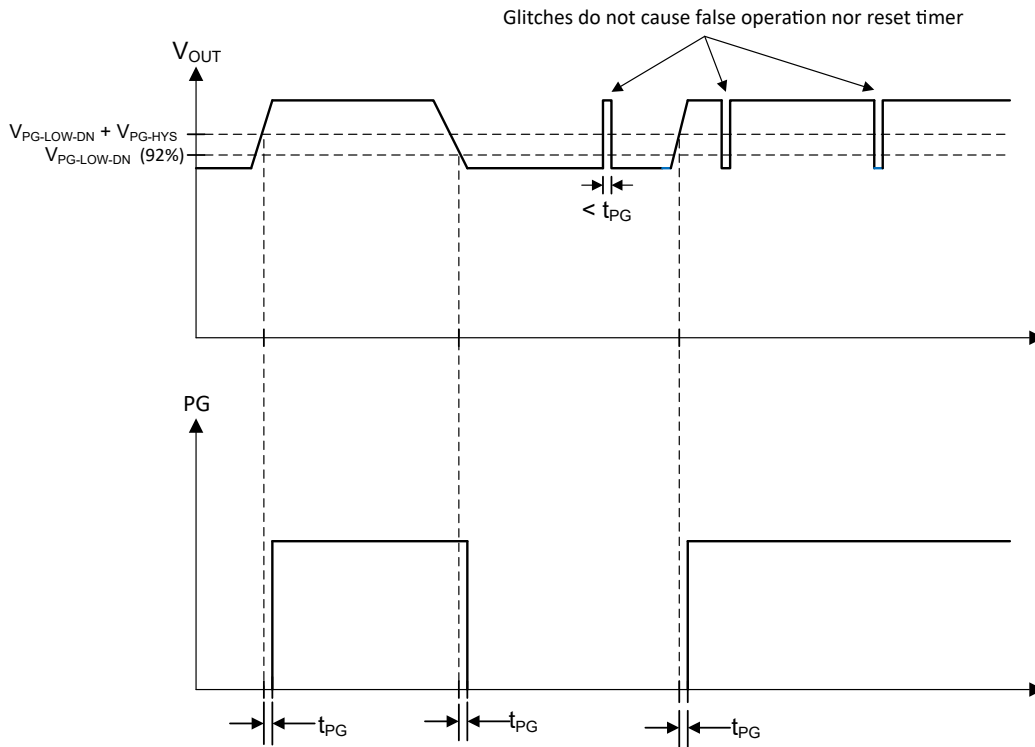 Glitches do not cause false operation nor reset timer
VOUT
VPG-LOW-DN + VPG-HYS
VPG-LOW-DN (92%)
< tPG
PG
tPG
tPG
tPG